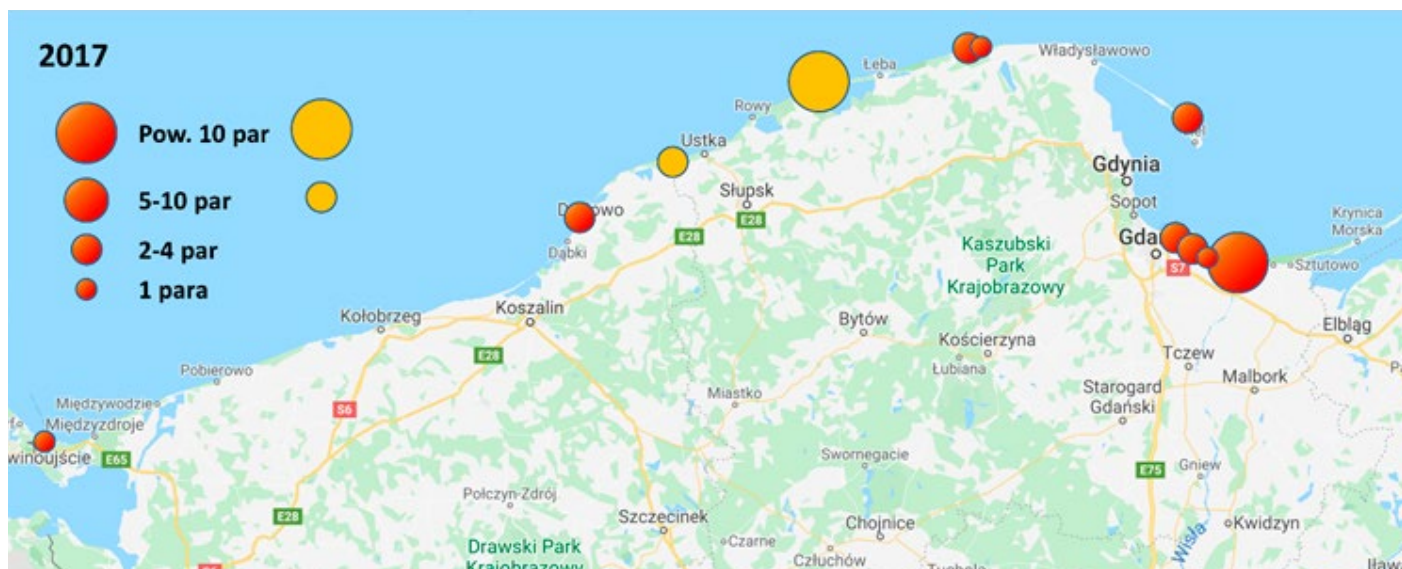 2017
Pow. 10 par
5-10 par
2-4 par
1 para
Władysławowo
Łeba
Rowy
Ustka
Gdynia
Słupsk
E28
Sopot
Krynica
Morska
E28
Dąbki
Kaszubski
Park
Krajobrazowy
S7
Sztutowo
Koszalin
Kołobrzeg
Bytów
Elbląg
Kościerzyna
E28
Łubiana
Tczew
Pobierowo
Malbork
Miastko
Starogard
Gdański
Międzywodzie
S6
Międzyzdroje
winoujście
E65
Swornegacie
E75
Gniew
Połczyn-Zdrój
E28
Szczecinek
Chojnice
Kwidzyn
Wisła
Czarne
Drawski Park
Krajobrazowy
Człuchów